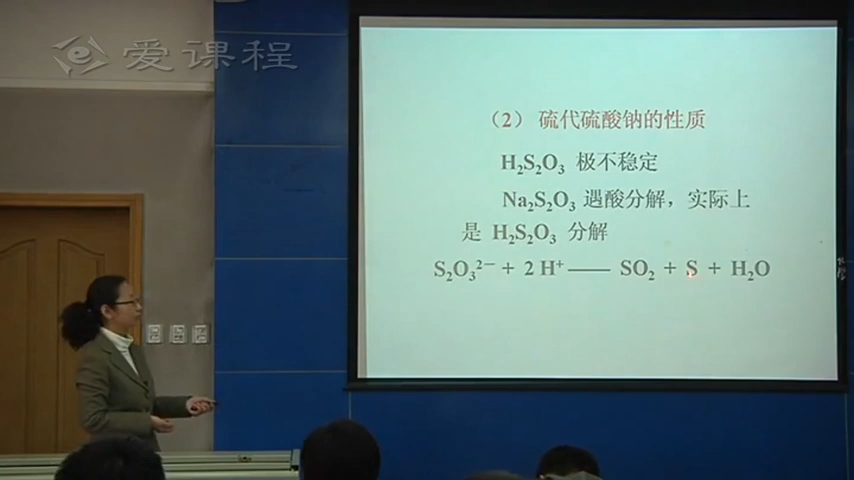 爱课程
（2） 硫代硫酸钠的性质
H₂S₂O₃ 极不稳定
Na₂S₂O₃ 遇酸分解，实际上
是 H₂S₂O₃ 分解
S₂O₃²⁻ + 2 H⁺ —— SO₂ + S + H₂O